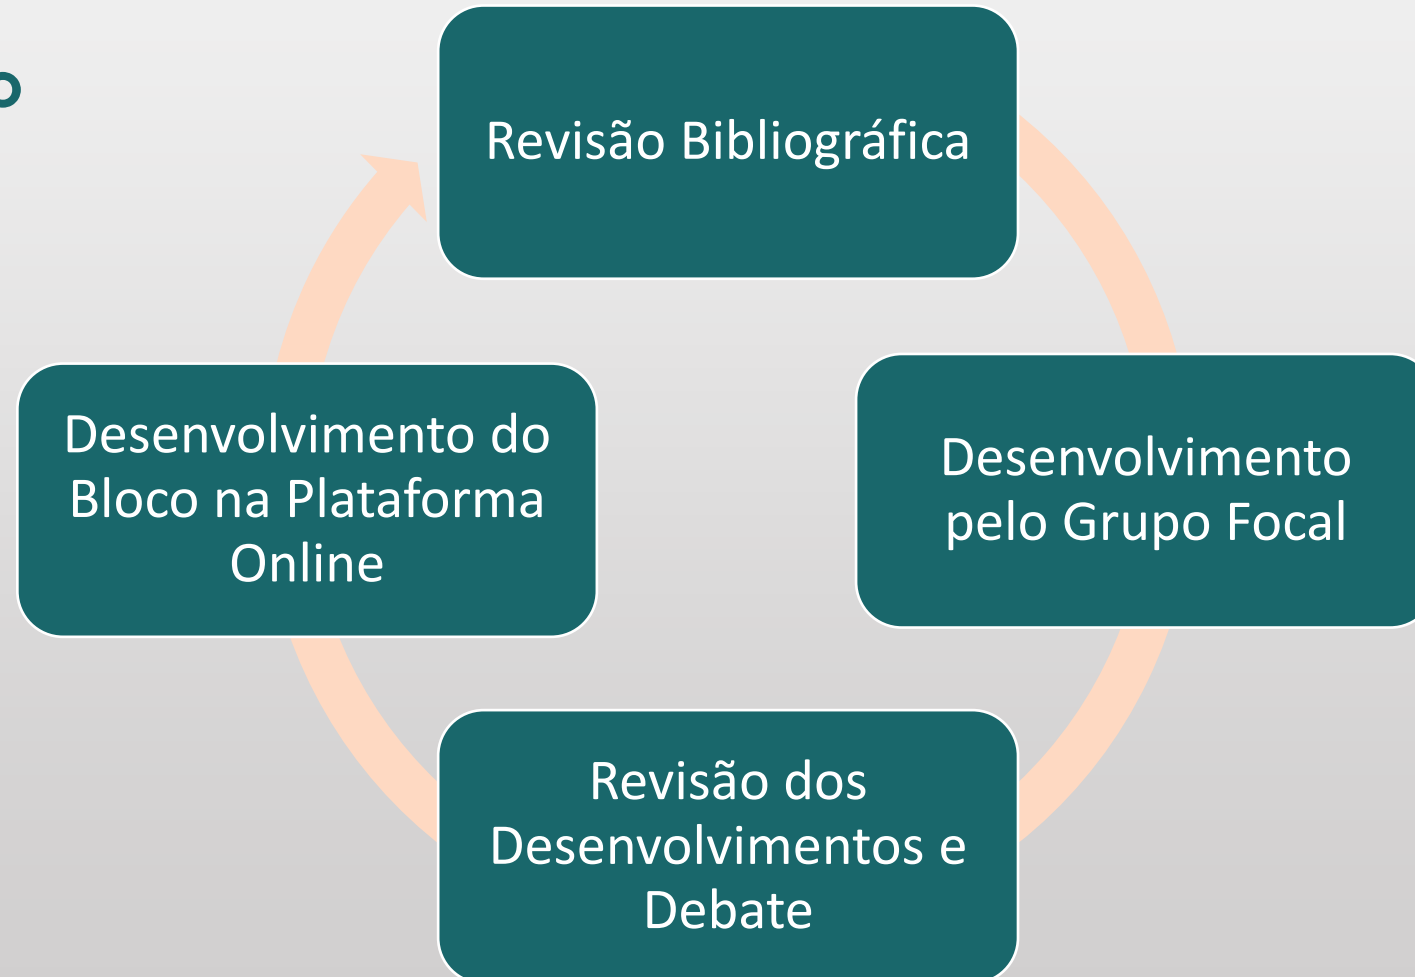 Revisão Bibliográfica
Desenvolvimento
pelo Grupo Focal
Revisão dos
Desenvolvimentos e
Debate
Desenvolvimento do
Bloco na Plataforma
Online